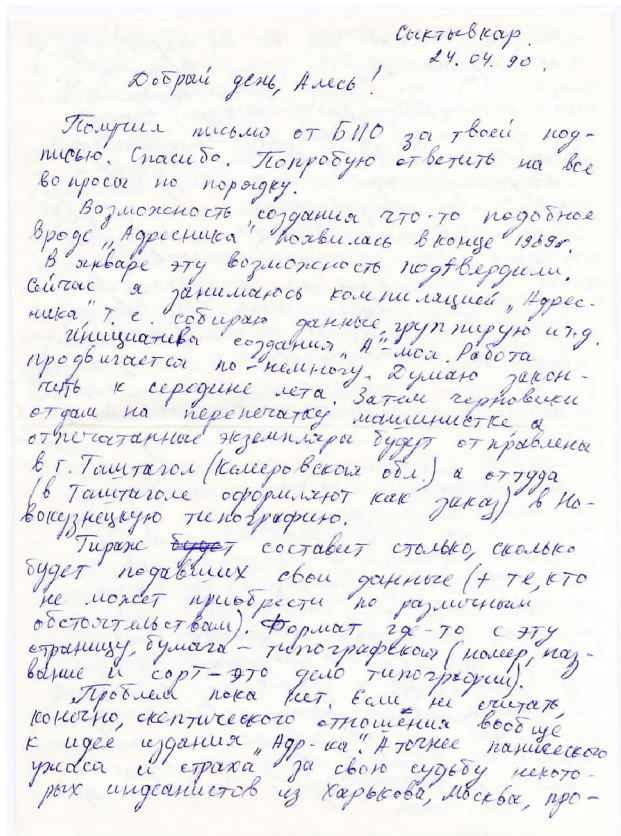 Сыктывкар.
24.04.90.
Добрый день, Алесь!
Получил письмо от БПО за твоей под-
писью. Спасибо. Попробую ответить на все
вопросы по порядку.
Возможность создания что-то подобное
вроде „Адресника" появилась в конце 1989г.
В январе эту возможность подтвердили.
Сейчас я занимаюсь компиляцией „Адрес-
ника" т.е. собираю данные, группирую и т.д.
Инициатива создания „А"-моя. Работа
продвигается по-немногу. Думаю закон-
чить к середине лета. Затем черновики
отдам на перепечатку машинистке, а
отпечатанные экземпляры будут отправлены
в г. Таштагол (Кемеровская обл.) а оттуда
(в Таштаголе оформляют как заказ) в Но-
вокузнецкую типографию.
Тираж будет составит столько, сколько
будет подавших свои данные (+ те, кто
не может приобрести по различным
обстоятельствам). Формат где-то с эту
страницу, бумага – типографская (номер, наз-
вание и сорт – это дело типографии).
Проблем пока нет. Если не считать,
конечно, скептического отношения вообще
к идее издания „Адр-ка". А точнее панического
ужаса и страха за свою судьбу некото-
рых индеанистов из Харькова, Москвы, про-